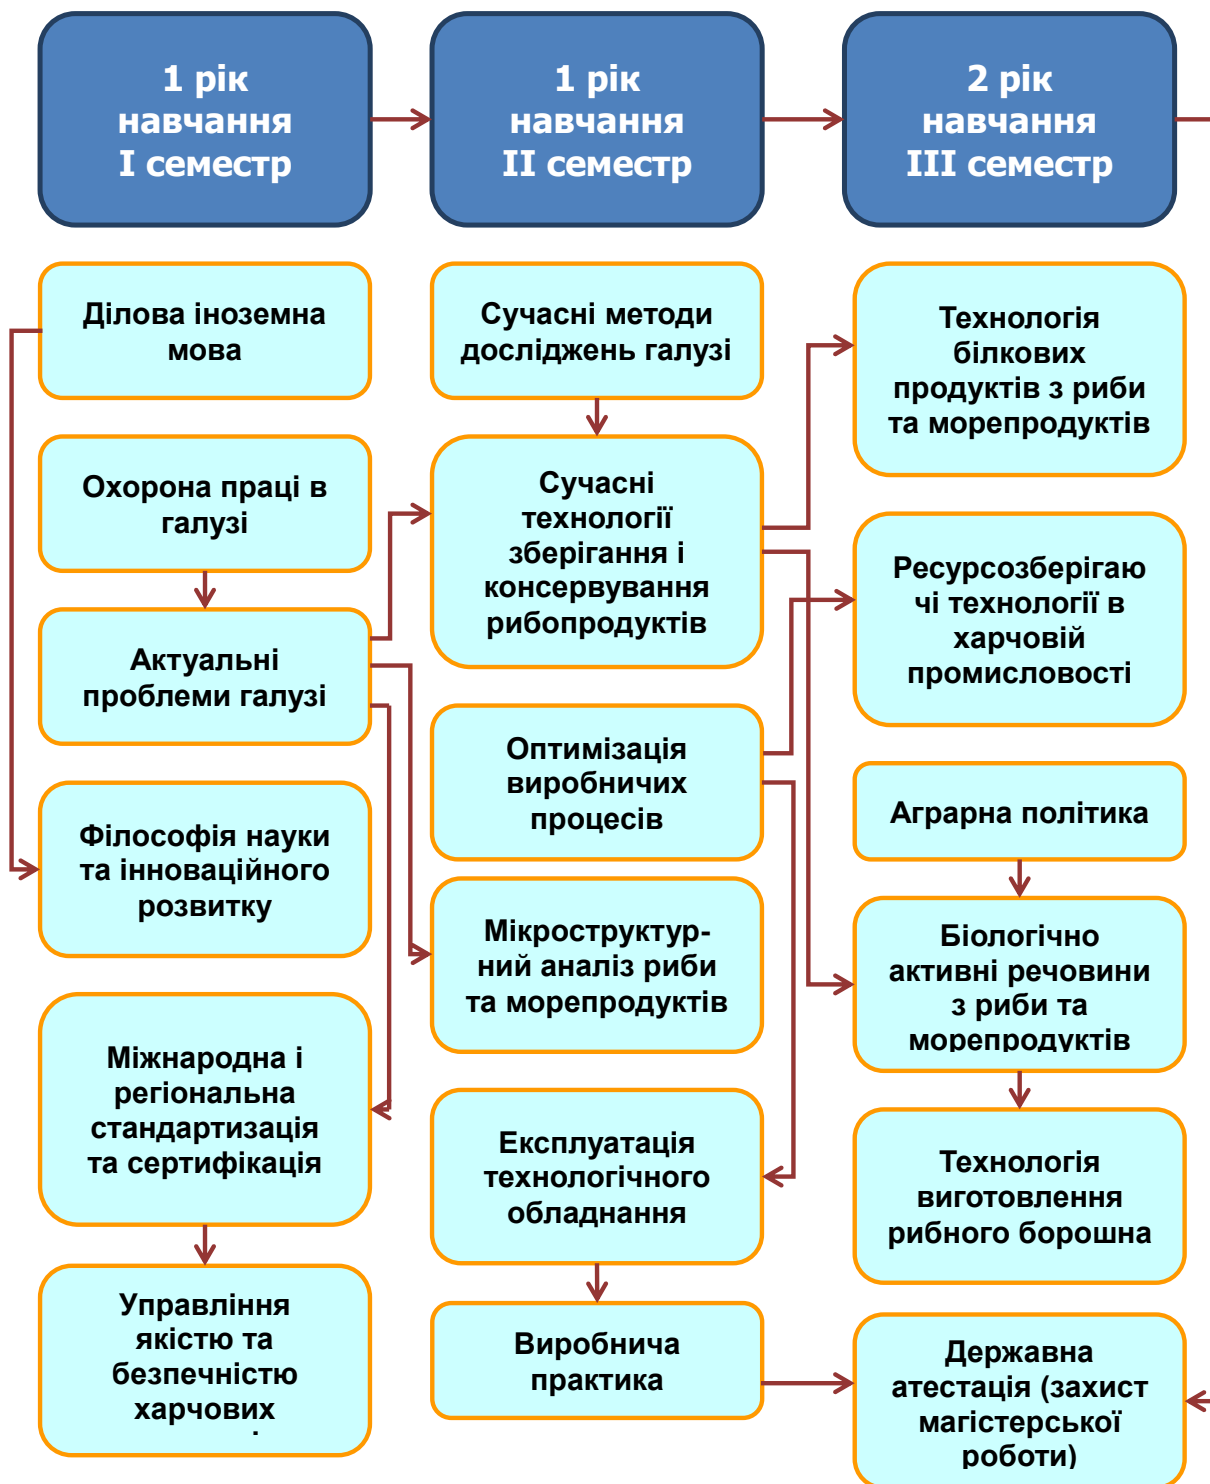 1 рік
навчання
І семестр
1 рік
навчання
ІІ семестр
2 рік
навчання
ІІІ семестр
Ділова іноземна
мова
Охорона праці в
галузі
Актуальні
проблеми галузі
Філософія науки
та інноваційного
розвитку
Міжнародна і
регіональна
стандартизація
та сертифікація
Управління
якістю та
безпечністю
харчових
Сучасні методи
досліджень галузі
Сучасні
технології
зберігання і
консервування
рибопродуктів
Оптимізація
виробничих
процесів
Мікроструктур-
ний аналіз риби
та морепродуктів
Експлуатація
технологічного
обладнання
Виробнича
практика
Технологія
білкових
продуктів з риби
та морепродуктів
Ресурсозберігаю
чі технології в
харчовій
промисловості
Аграрна політика
Біологічно
активні речовини
з риби та
морепродуктів
Технологія
виготовлення
рибного борошна
Державна
атестація (захист
магістерської
роботи)